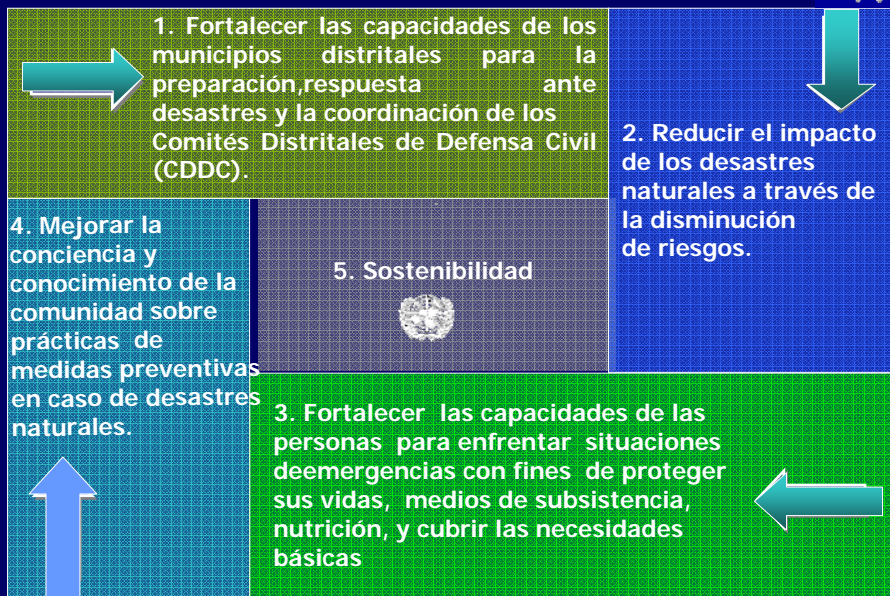 1. Fortalecer las capacidades de los
municipios distritales para la
preparación,respuesta ante
desastres y la coordinación de los
Comités Distritales de Defensa Civil
(CDDC).
2. Reducir el impacto
de los desastres
naturales a través de
la disminución
de riesgos.
3. Fortalecer las capacidades de las
personas para enfrentar situaciones
deemergencias con fines de proteger
sus vidas, medios de subsistencia,
nutrición, y cubrir las necesidades
básicas
4. Mejorar la
conciencia y
conocimiento de la
comunidad sobre
prácticas de
medidas preventivas
en caso de desastres
naturales.
5. Sostenibilidad